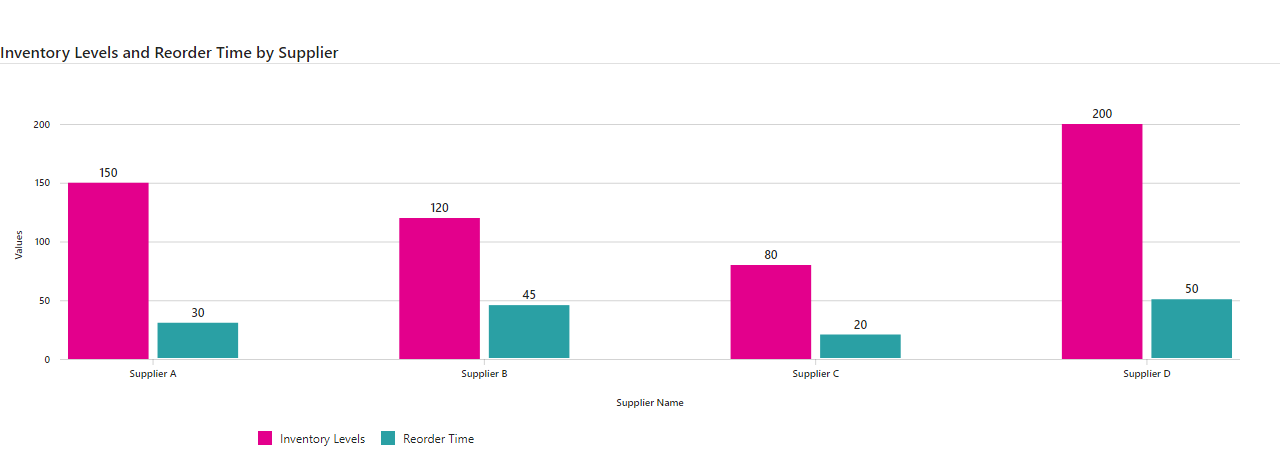 Inventory Levels and Reorder Time by Supplier
200
150
100
50
0
Values
150
30
120
45
80
20
200
50
Supplier A
Supplier B
Supplier C
Supplier D
Supplier Name
Inventory Levels
Reorder Time